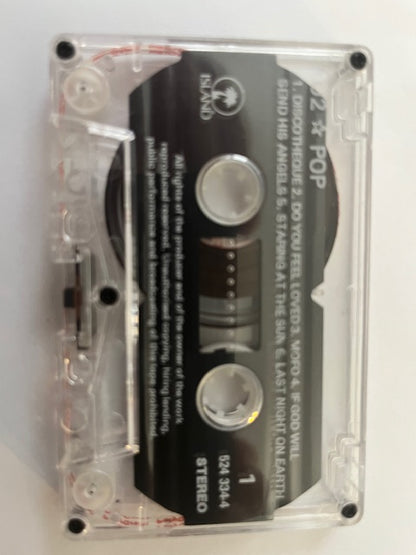 U2 ☆ POP
1. DISCOTHEQUE 2. DO YOU FEEL LOVED 3. MOFO 4. IF GOD WILL
SEND HIS ANGELS 5. STARING AT THE SUN 6. LAST NIGHT ON EARTH
ISLAND
1
524 334-4
STEREO
All rights of the producer and of the owner of the work
reproduced reserved. Unauthorised copying, hiring, lending,
public performance and broadcasting of this tape prohibited.